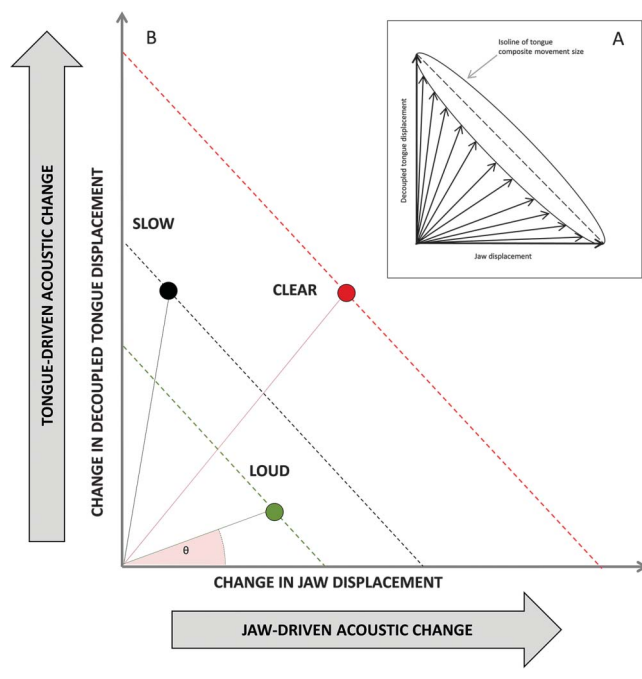 B
A
Isoline of tongue
composite movement size
Decoupled tongue displacement
Jaw displacement
TONGUE-DRIVEN ACOUSTIC CHANGE
CHANGE IN DECOUPLED TONGUE DISPLACEMENT
SLOW
CLEAR
LOUD
θ
CHANGE IN JAW DISPLACEMENT
JAW-DRIVEN ACOUSTIC CHANGE